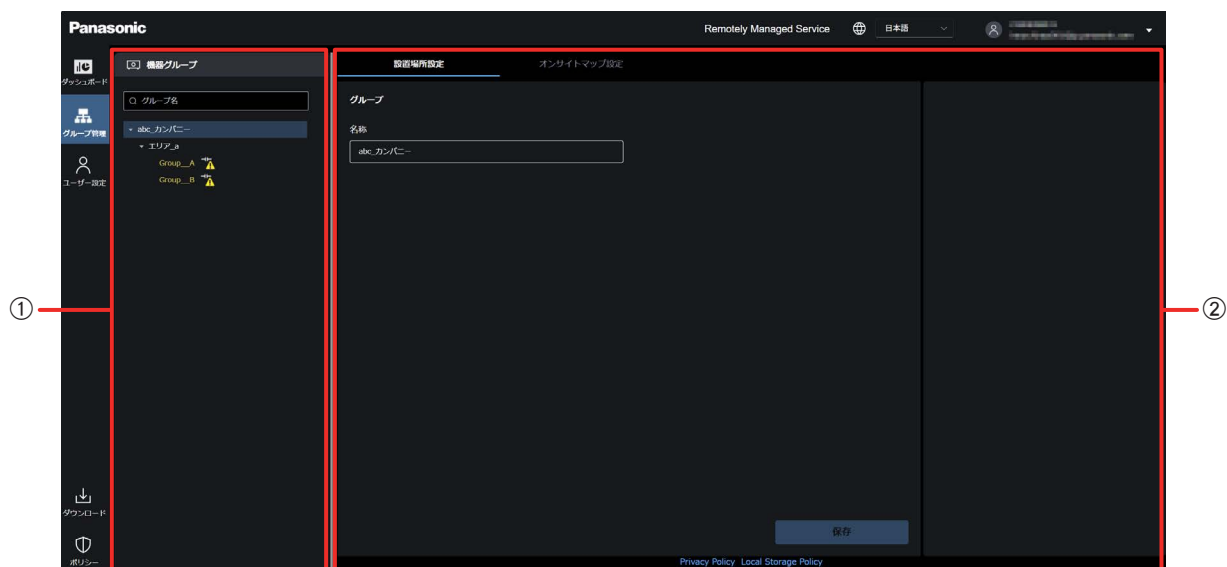 Panasonic
Remotely Managed Service
日本語
ダッシュボード
グループ管理
ユーザー設定
ダウンロード
ポリシー
機器グループ
グループ名
abc_カンパニー
エリア_a
Group__A
Group__B
設置場所設定
オンサイトマップ設定
グループ
名称
abc_カンパニー
保存
Privacy Policy Local Storage Policy
①
②